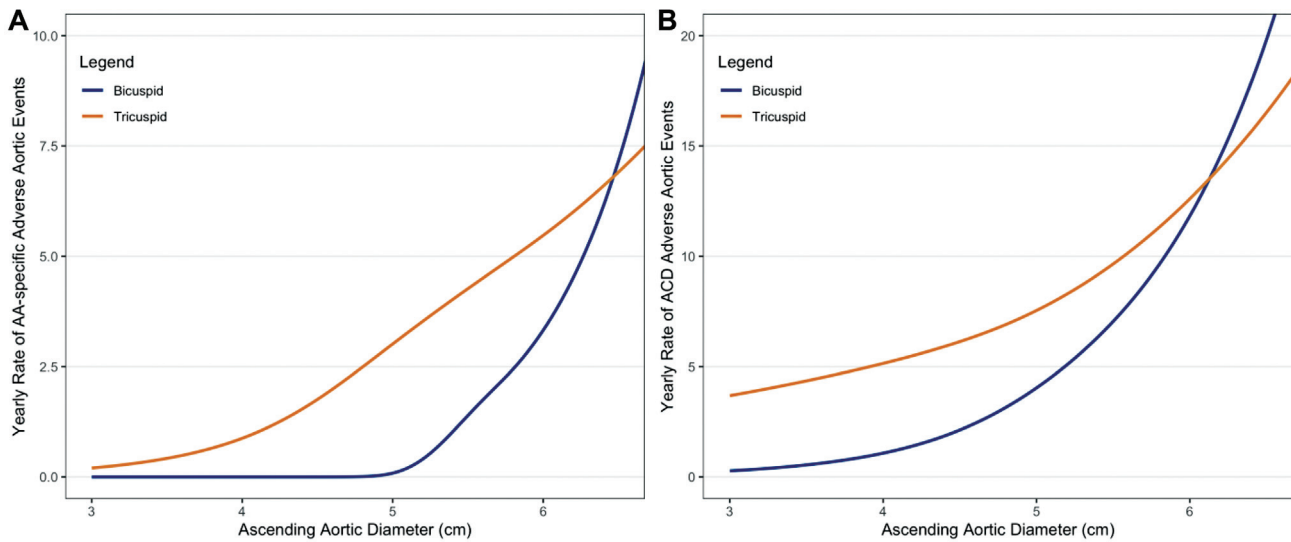 A
Yearly Rate of AA-specific Adverse Aortic Events
10.0
7.5
5.0
2.5
0.0
Legend
Bicuspid
Tricuspid
3 4 5 6
Ascending Aortic Diameter (cm)
B
Yearly Rate of ACD Adverse Aortic Events
20
15
10
5
0
Legend
Bicuspid
Tricuspid
3 4 5 6
Ascending Aortic Diameter (cm)